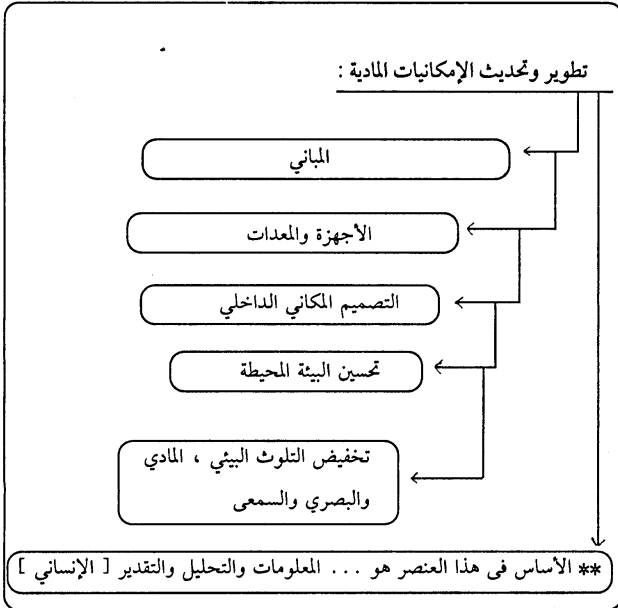 تطوير وتحديث الإمكانيات المادية :
المباني
الأجهزة والمعدات
التصميم المكاني الداخلي
تحسين البيئة المحيطة
تخفيض التلوث البيئي ، المادي
والبصري والسمعى
** الأساس فى هذا العنصر هو ... المعلومات والتحليل والتقدير [ الإنساني ]